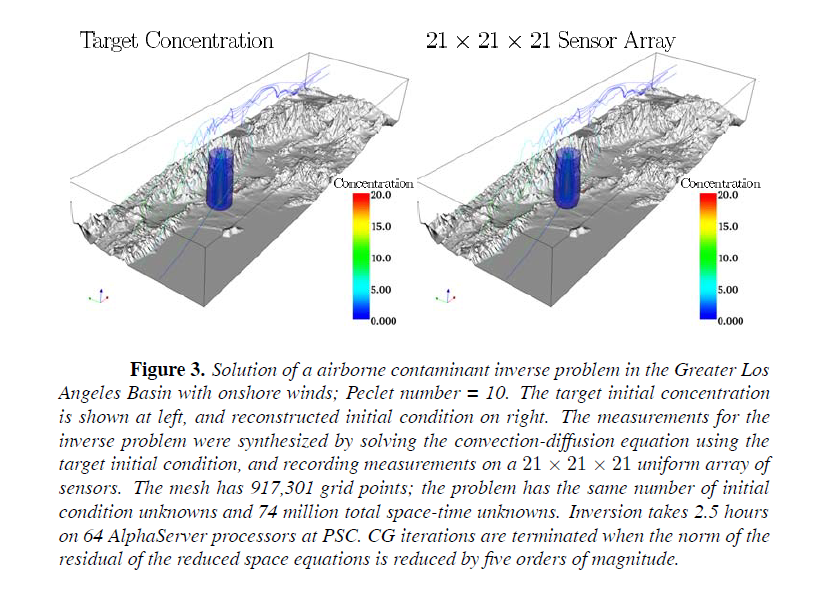 Target Concentration
21 × 21 × 21 Sensor Array
Concentration
20.0
15.0
10.0
5.00
0.000
Concentration
20.0
15.0
10.0
5.00
0.000
Figure 3. Solution of a airborne contaminant inverse problem in the Greater Los
Angeles Basin with onshore winds; Peclet number = 10. The target initial concentration
is shown at left, and reconstructed initial condition on right. The measurements for the
inverse problem were synthesized by solving the convection-diffusion equation using the
target initial condition, and recording measurements on a 21 × 21 × 21 uniform array of
sensors. The mesh has 917,301 grid points; the problem has the same number of initial
condition unknowns and 74 million total space-time unknowns. Inversion takes 2.5 hours
on 64 AlphaServer processors at PSC. CG iterations are terminated when the norm of the
residual of the reduced space equations is reduced by five orders of magnitude.